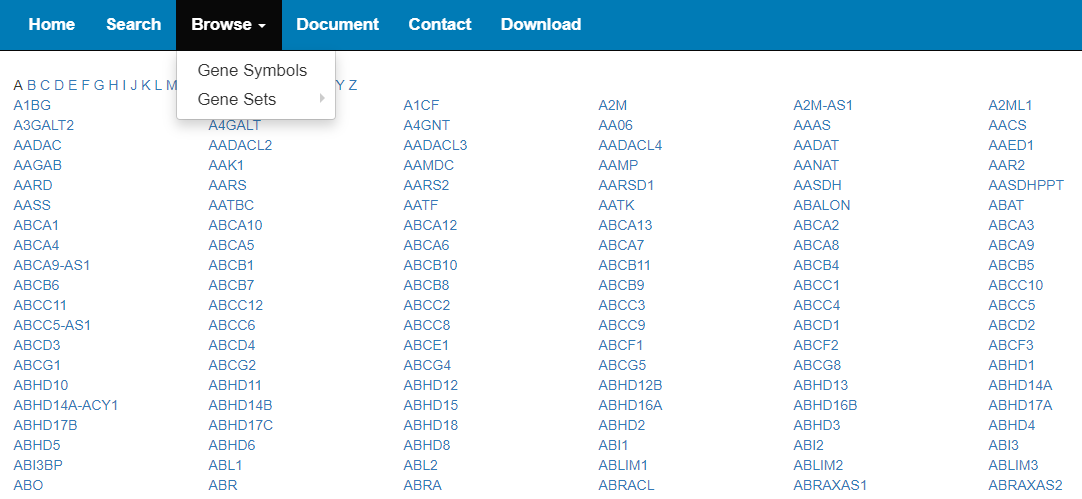 Home Search Browse Document Contact Download
Gene Symbols
Gene Sets
A B C D E F G H I J K L M Y Z
A1BG A1CF A2M A2M-AS1 A2ML1
A3GALT2 A4GALT A4GNT AA06 AAAS AACS
AADAC AADACL2 AADACL3 AADACL4 AADAT AAED1
AAGAB AAK1 AAMDC AAMP AANAT AAR2
AARD AARS AARS2 AARSD1 AASDH AASDHPPT
AASS AATBC AATF AATK ABALON ABAT
ABCA1 ABCA10 ABCA12 ABCA13 ABCA2 ABCA3
ABCA4 ABCA5 ABCA6 ABCA7 ABCA8 ABCA9
ABCA9-AS1 ABCB1 ABCB10 ABCB11 ABCB4 ABCB5
ABCB6 ABCB7 ABCB8 ABCB9 ABCC1 ABCC10
ABCC11 ABCC12 ABCC2 ABCC3 ABCC4 ABCC5
ABCC5-AS1 ABCC6 ABCC8 ABCC9 ABCD1 ABCD2
ABCD3 ABCD4 ABCE1 ABCF1 ABCF2 ABCF3
ABCG1 ABCG2 ABCG4 ABCG5 ABCG8 ABHD1
ABHD10 ABHD11 ABHD12 ABHD12B ABHD13 ABHD14A
ABHD14A-ACY1 ABHD14B ABHD15 ABHD16A ABHD16B ABHD17A
ABHD17B ABHD17C ABHD18 ABHD2 ABHD3 ABHD4
ABHD5 ABHD6 ABHD8 ABI1 ABI2 ABI3
ABI3BP ABL1 ABL2 ABLIM1 ABLIM2 ABLIM3
ABO ABR ABRA ABRACL ABRAXAS1 ABRAXAS2